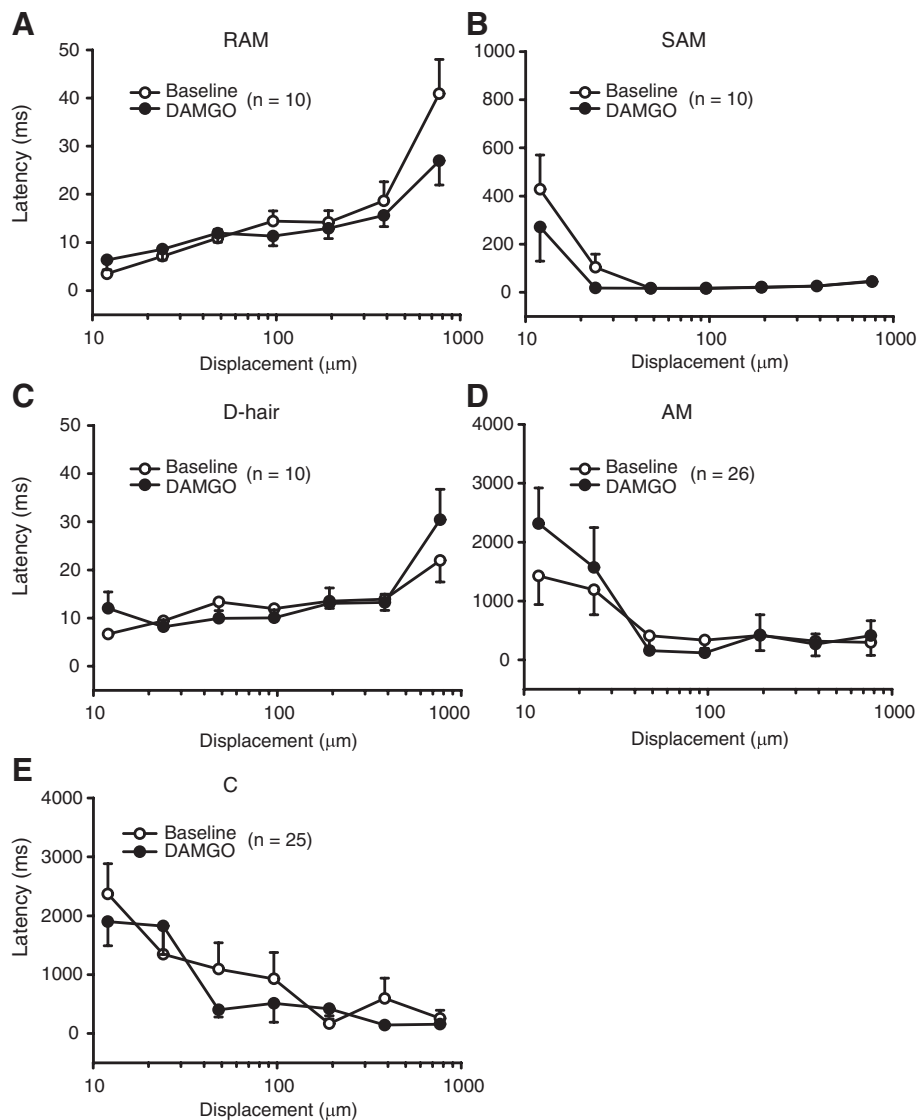 A
RAM
50
40
30
20
10
0
Latency (ms)
Baseline
DAMGO
(n = 10)
10
100
1000
Displacement (μm)
B
SAM
1000
800
600
400
200
0
Baseline
DAMGO
(n = 10)
10
100
1000
Displacement (μm)
C
D-hair
50
40
30
20
10
0
Latency (ms)
Baseline
DAMGO
(n = 10)
10
100
1000
Displacement (μm)
D
AM
4000
3000
2000
1000
0
Baseline
DAMGO
(n = 26)
10
100
1000
Displacement (μm)
E
C
4000
3000
2000
1000
0
Latency (ms)
Baseline
DAMGO
(n = 25)
10
100
1000
Displacement (μm)